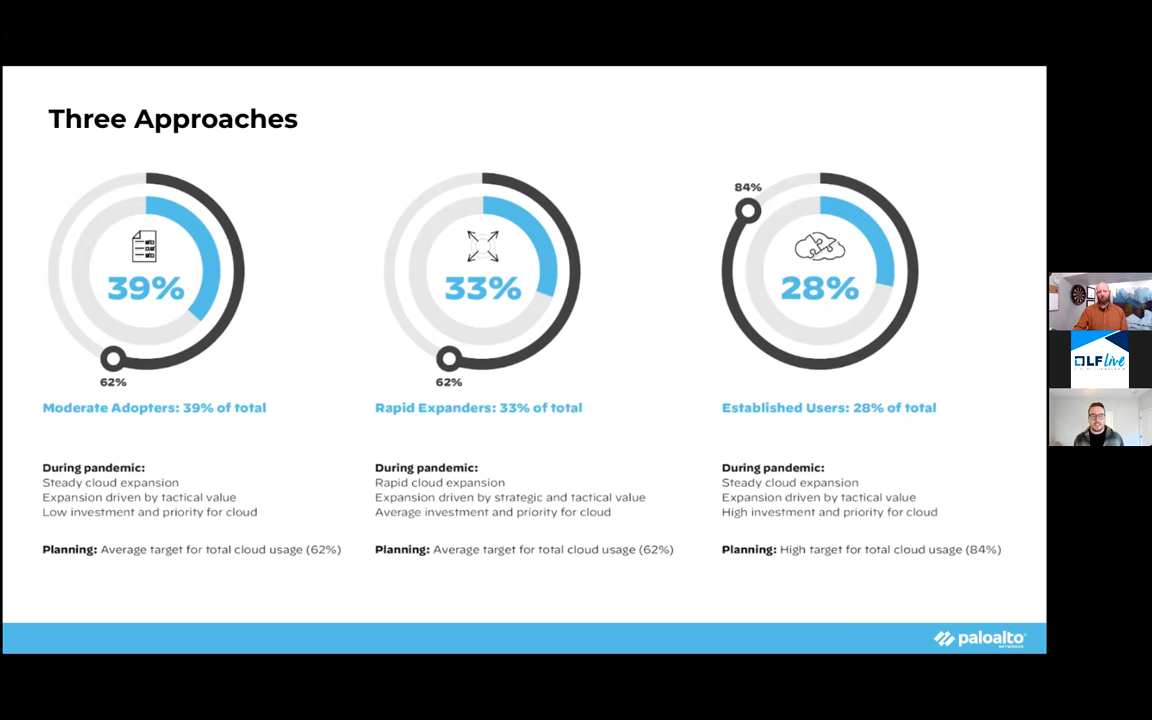 Three Approaches
39%
62%
Moderate Adopters: 39% of total
During pandemic:
Steady cloud expansion
Expansion driven by tactical value
Low investment and priority for cloud
Planning: Average target for total cloud usage (62%)
33%
62%
Rapid Expanders: 33% of total
During pandemic:
Rapid cloud expansion
Expansion driven by strategic and tactical value
Average investment and priority for cloud
Planning: Average target for total cloud usage (62%)
84%
28%
Established Users: 28% of total
During pandemic:
Steady cloud expansion
Expansion driven by tactical value
High investment and priority for cloud
Planning: High target for total cloud usage (84%)
paloalto
NETWORKS
LF live